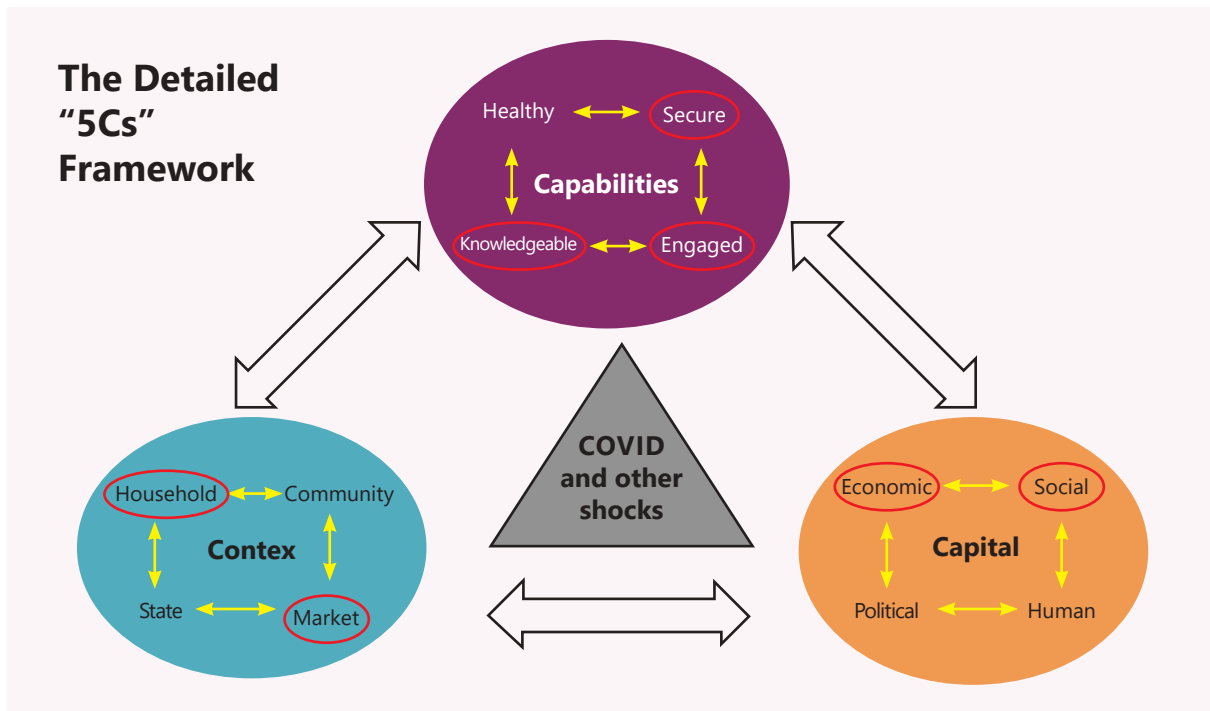 The Detailed
“5Cs”
Framework
Healthy
Secure
Capabilities
Knowledgeable
Engaged
COVID
and other
shocks
Household
Community
Contex
State
Market
Economic
Social
Capital
Political
Human